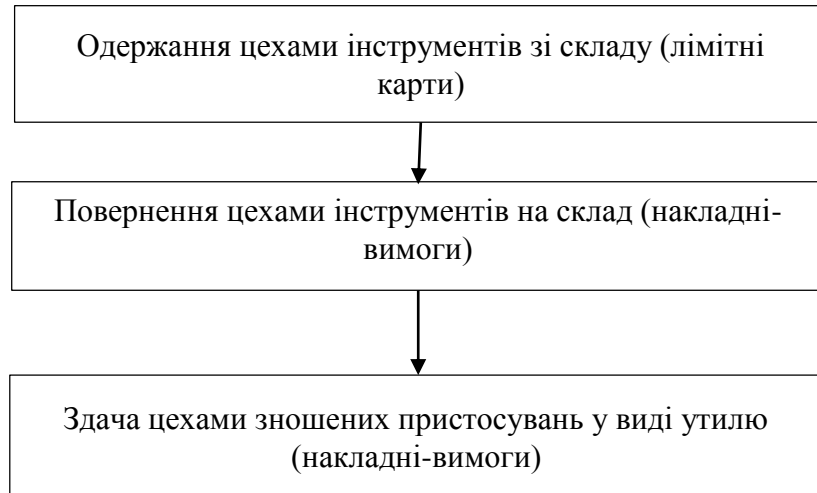 Одержання цехами інструментів зі складу (лімітні
карти)
Повернення цехами інструментів на склад (накладні-
вимоги)
Здача цехами зношених пристосувань у виді утилю
(накладні-вимоги)